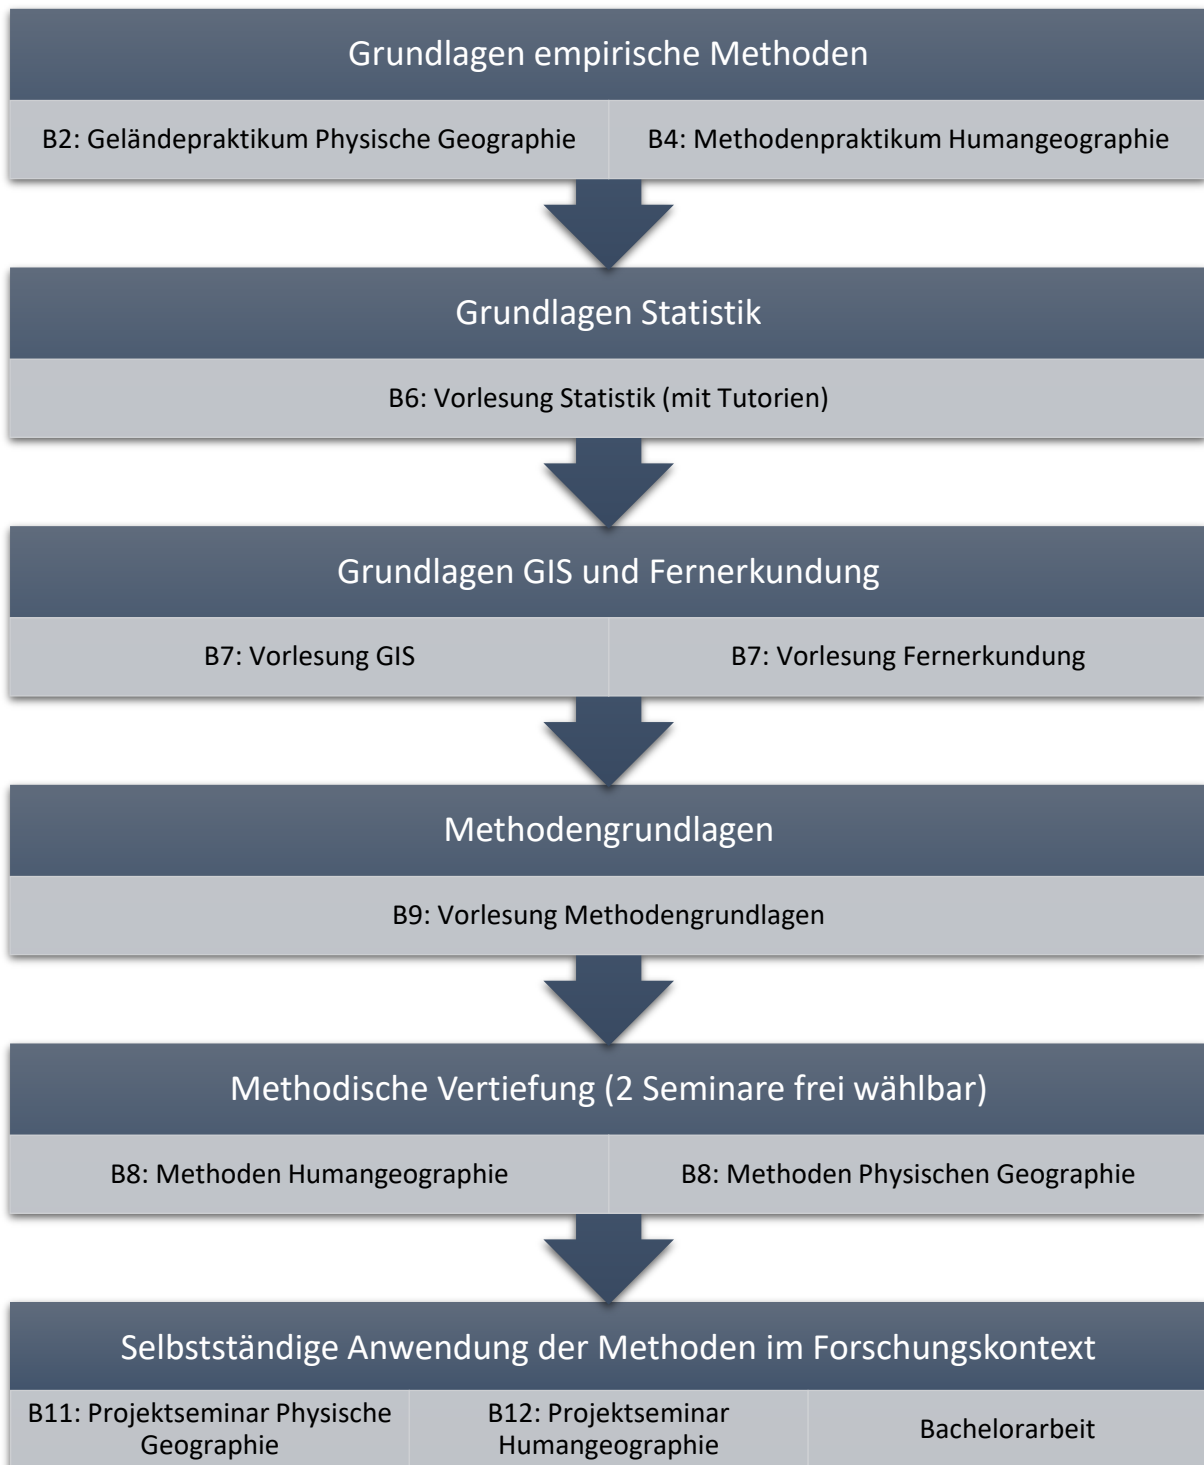 Grundlagen empirische Methoden
B2: Geländepraktikum Physische Geographie
B4: Methodenpraktikum Humangeographie
Grundlagen Statistik
B6: Vorlesung Statistik (mit Tutorien)
Grundlagen GIS und Fernerkundung
B7: Vorlesung GIS
B7: Vorlesung Fernerkundung
Methodengrundlagen
B9: Vorlesung Methodengrundlagen
Methodische Vertiefung (2 Seminare frei wählbar)
B8: Methoden Humangeographie
B8: Methoden Physischen Geographie
Selbstständige Anwendung der Methoden im Forschungskontext
B11: Projektseminar Physische
Geographie
B12: Projektseminar
Humangeographie
Bachelorarbeit